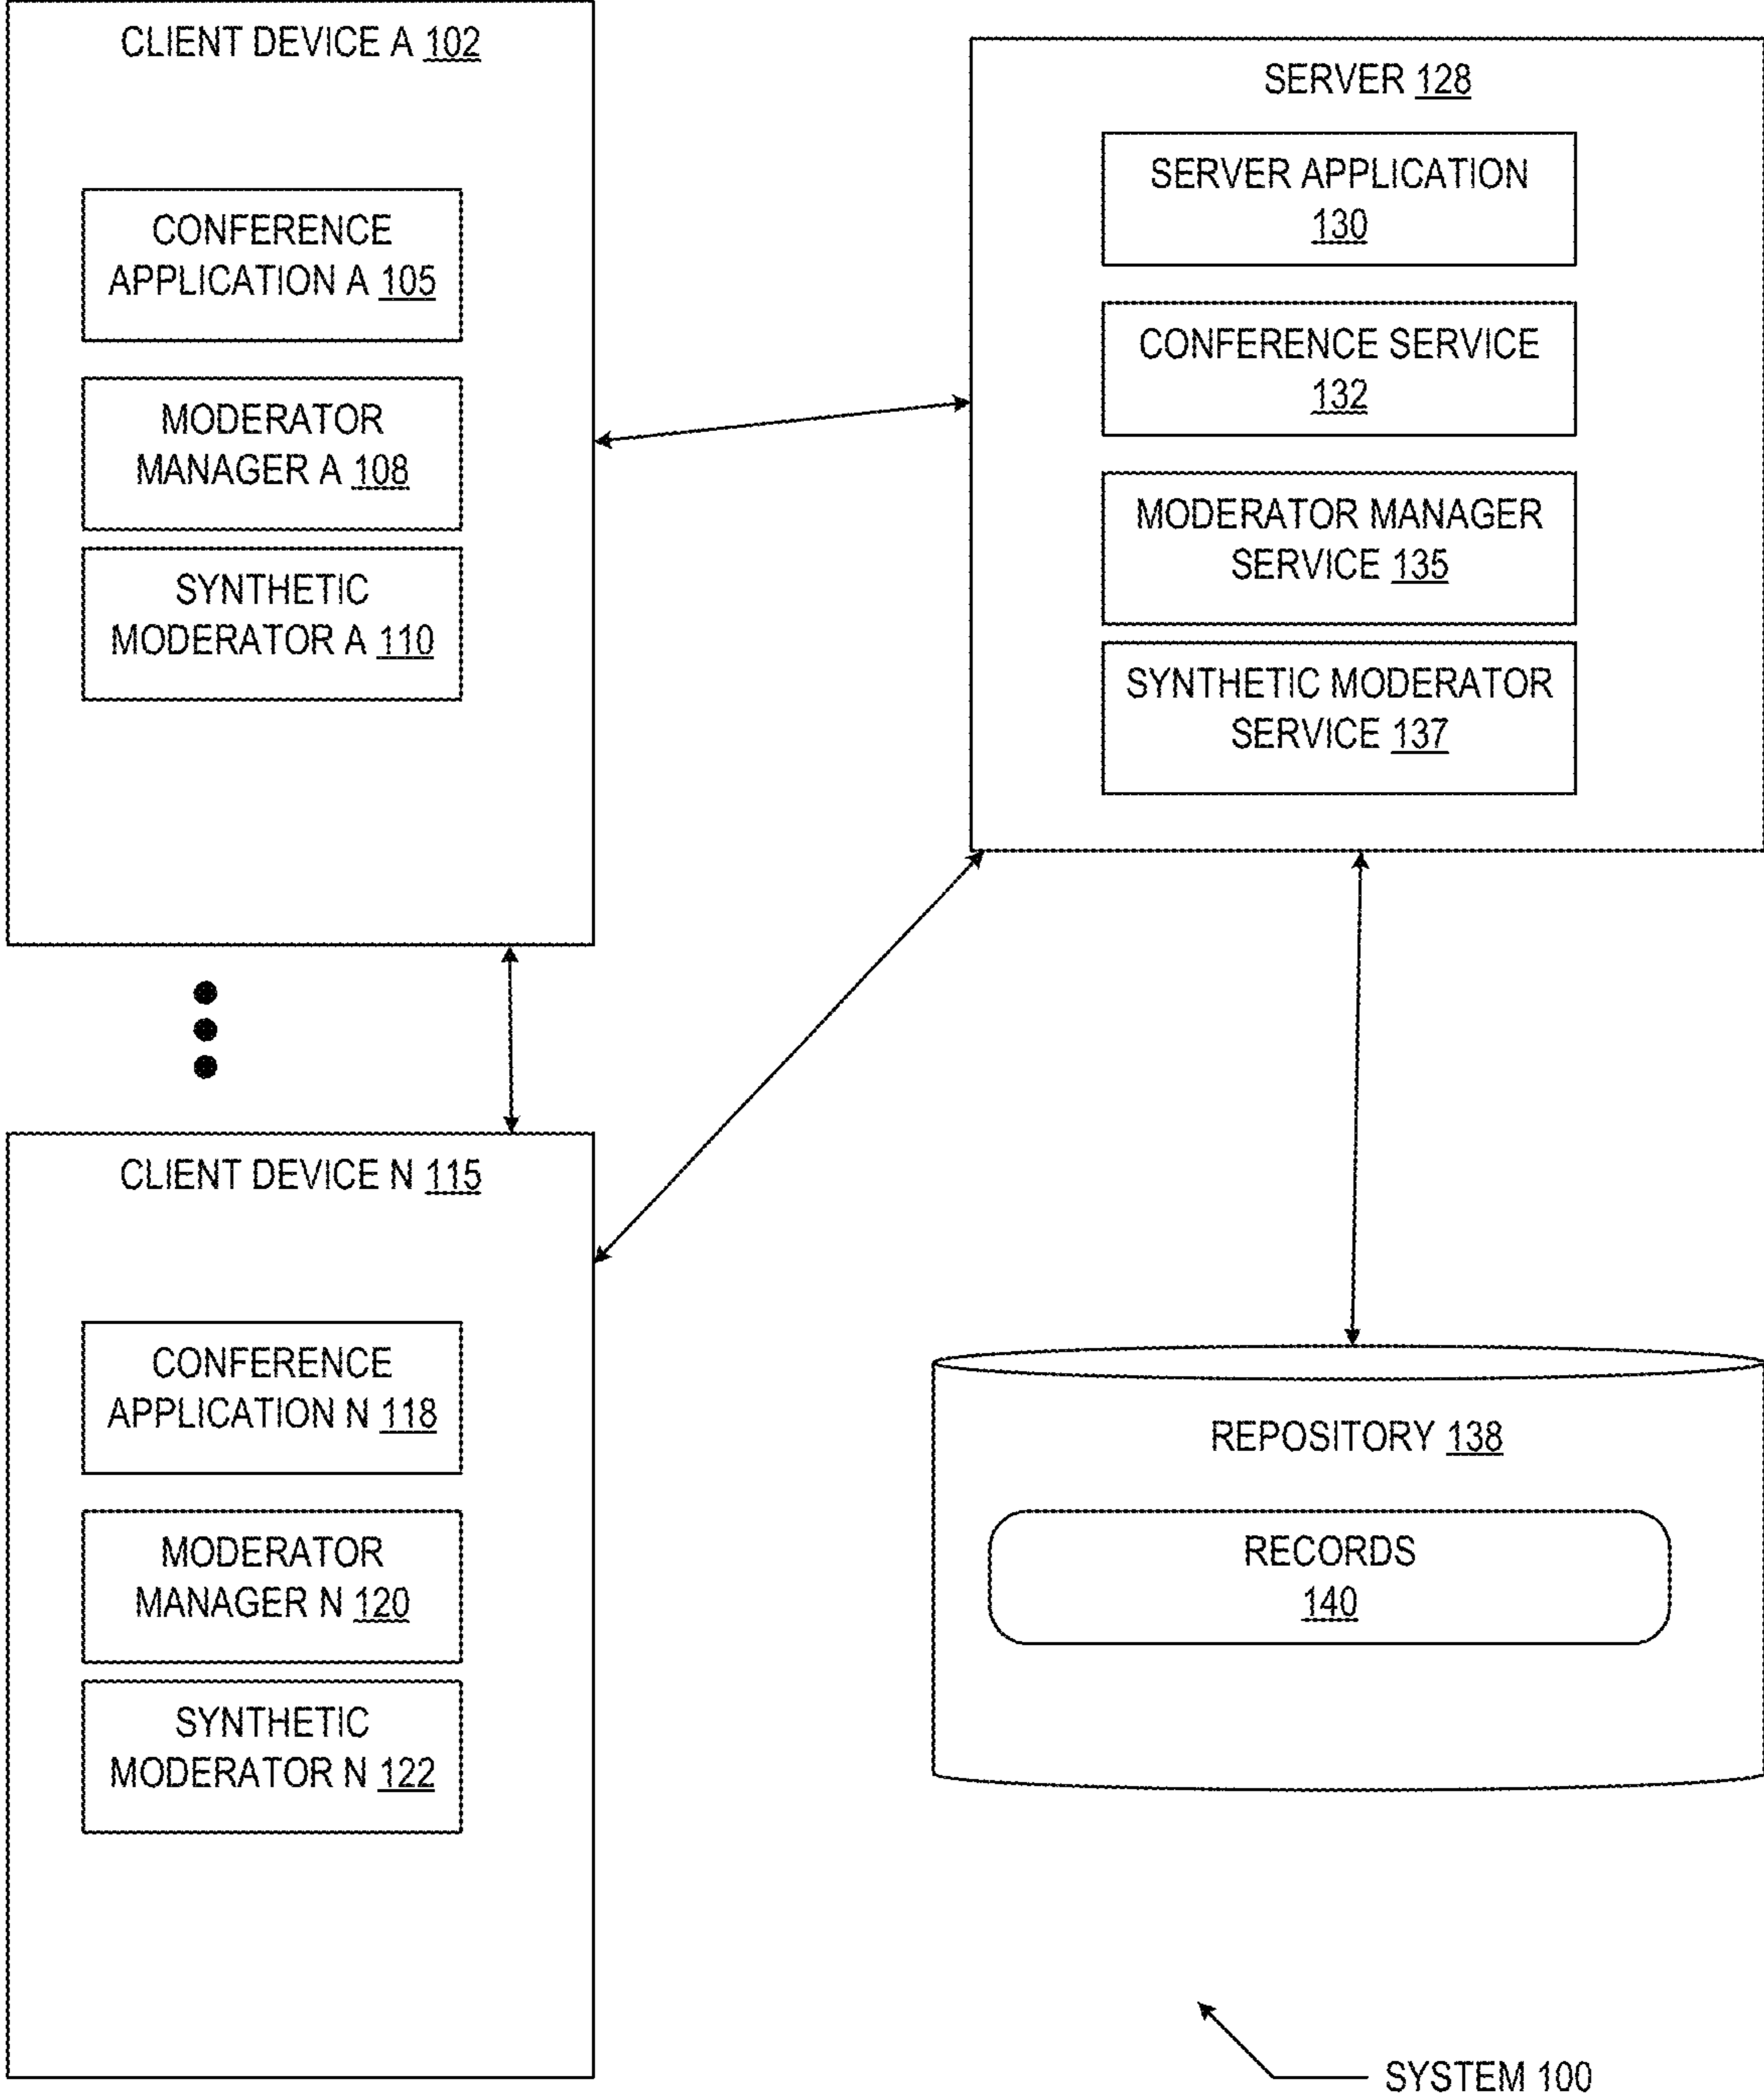 CLIENT DEVICE A 102
CONFERENCE
APPLICATION A 105
MODERATOR
MANAGER A 108
SYNTHETIC
MODERATOR A 110
SERVER 128
SERVER APPLICATION
130
CONFERENCE SERVICE
132
MODERATOR MANAGER
SERVICE 135
SYNTHETIC MODERATOR
SERVICE 137
CLIENT DEVICE N 115
CONFERENCE
APPLICATION N 118
MODERATOR
MANAGER N 120
SYNTHETIC
MODERATOR N 122
REPOSITORY 138
RECORDS
140
SYSTEM 100